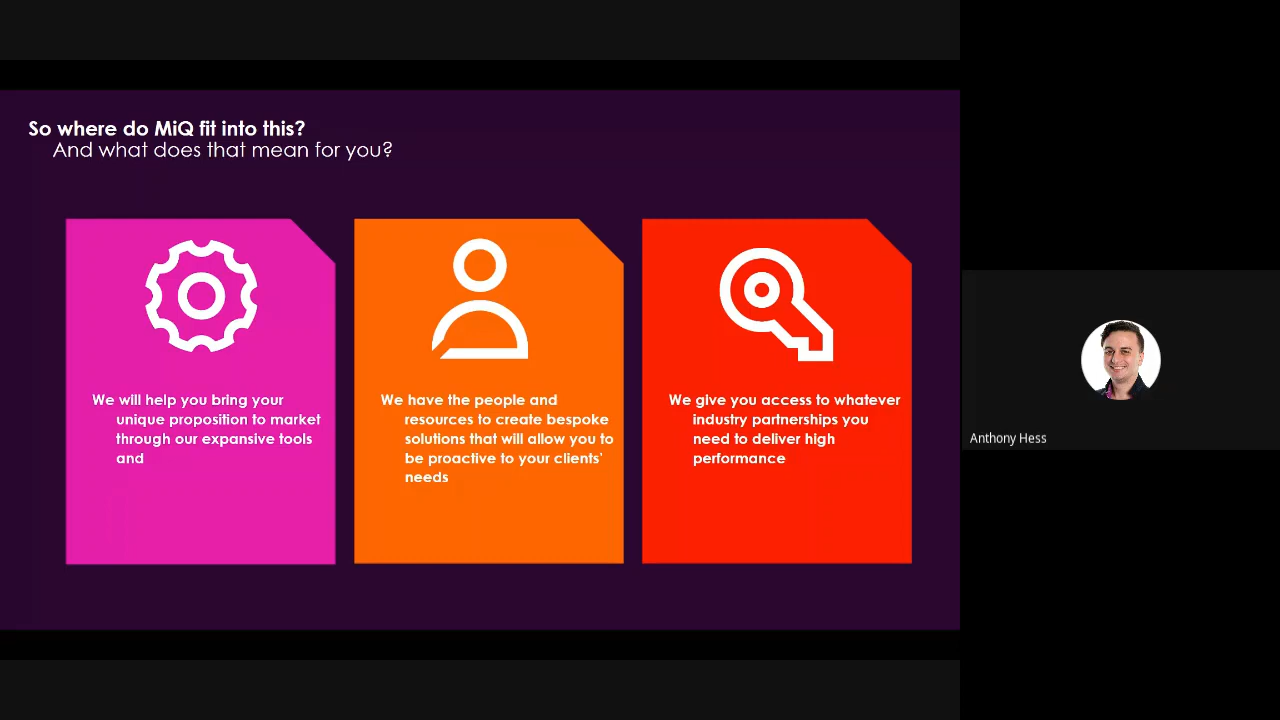 So where do MiQ fit into this?
And what does that mean for you?
We will help you bring your
unique proposition to market
through our expansive tools
and
We have the people and
resources to create bespoke
solutions that will allow you to
be proactive to your clients'
needs
We give you access to whatever
industry partnerships you
need to deliver high
performance
Anthony Hess